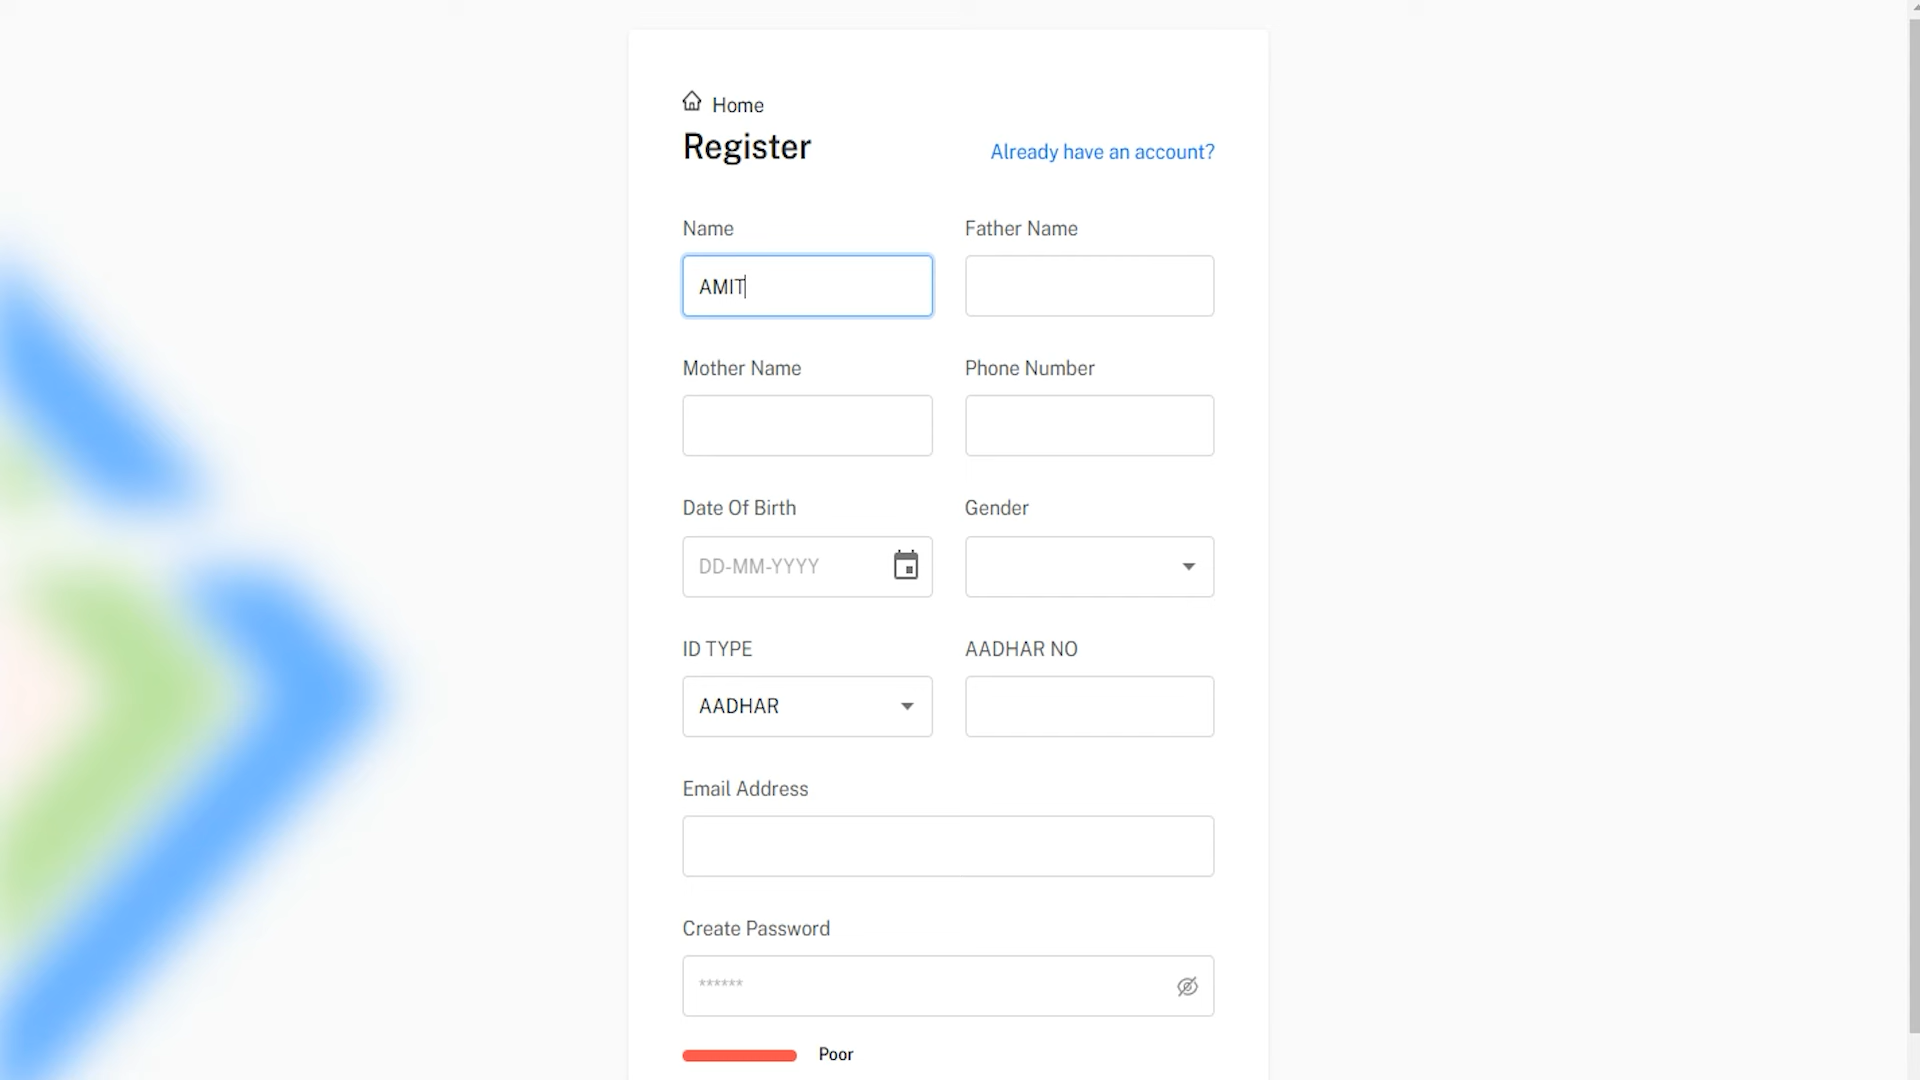 Home
Register
Already have an account?
Name
Father Name
AMIT
Mother Name
Phone Number
Date Of Birth
Gender
DD-MM-YYYY
ID TYPE
AADHAR NO
AADHAR
Email Address
Create Password
******
Poor